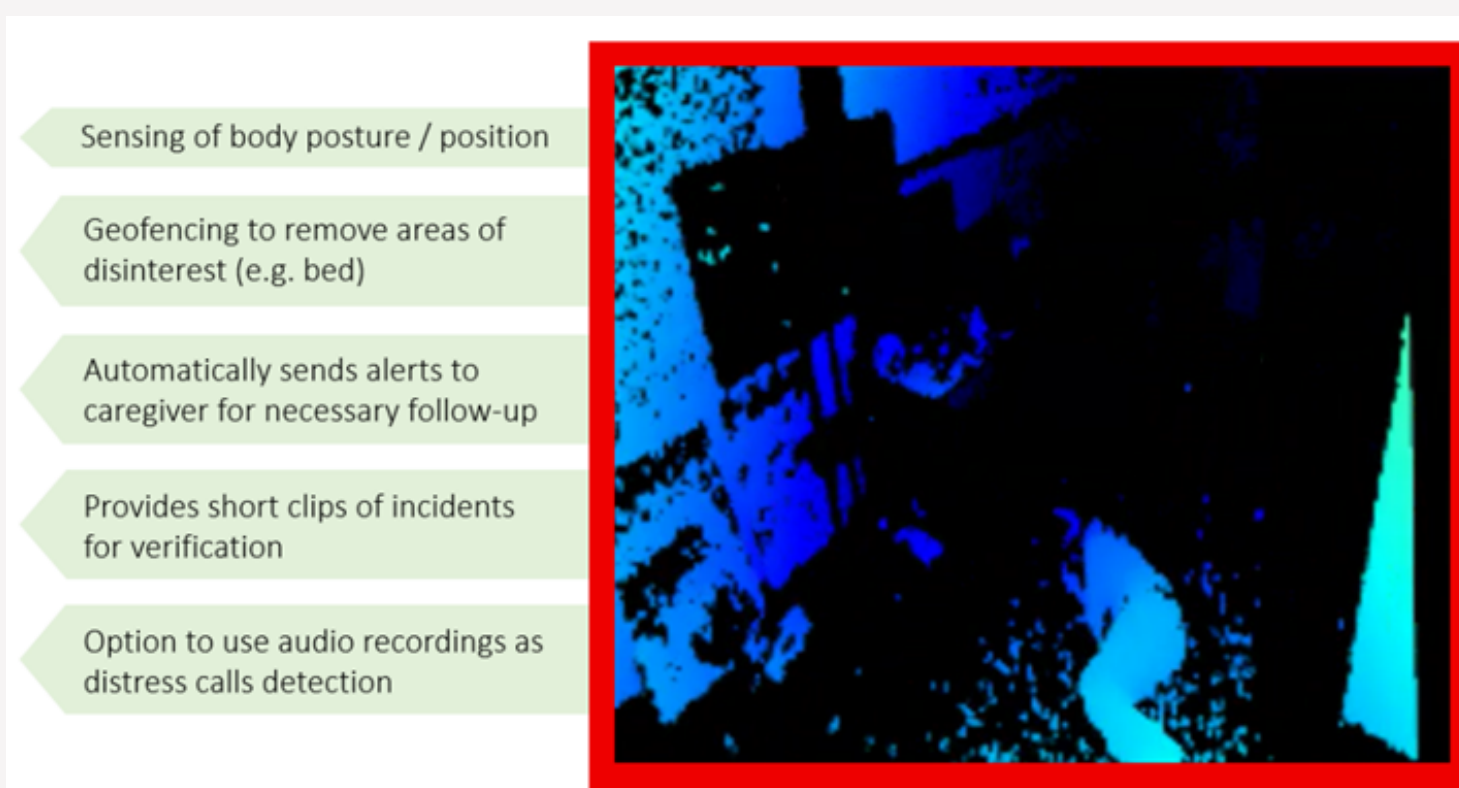 Sensing of body posture / position
Geofencing to remove areas of
disinterest (e.g. bed)
Automatically sends alerts to
caregiver for necessary follow-up
Provides short clips of incidents
for verification
Option to use audio recordings as
distress calls detection